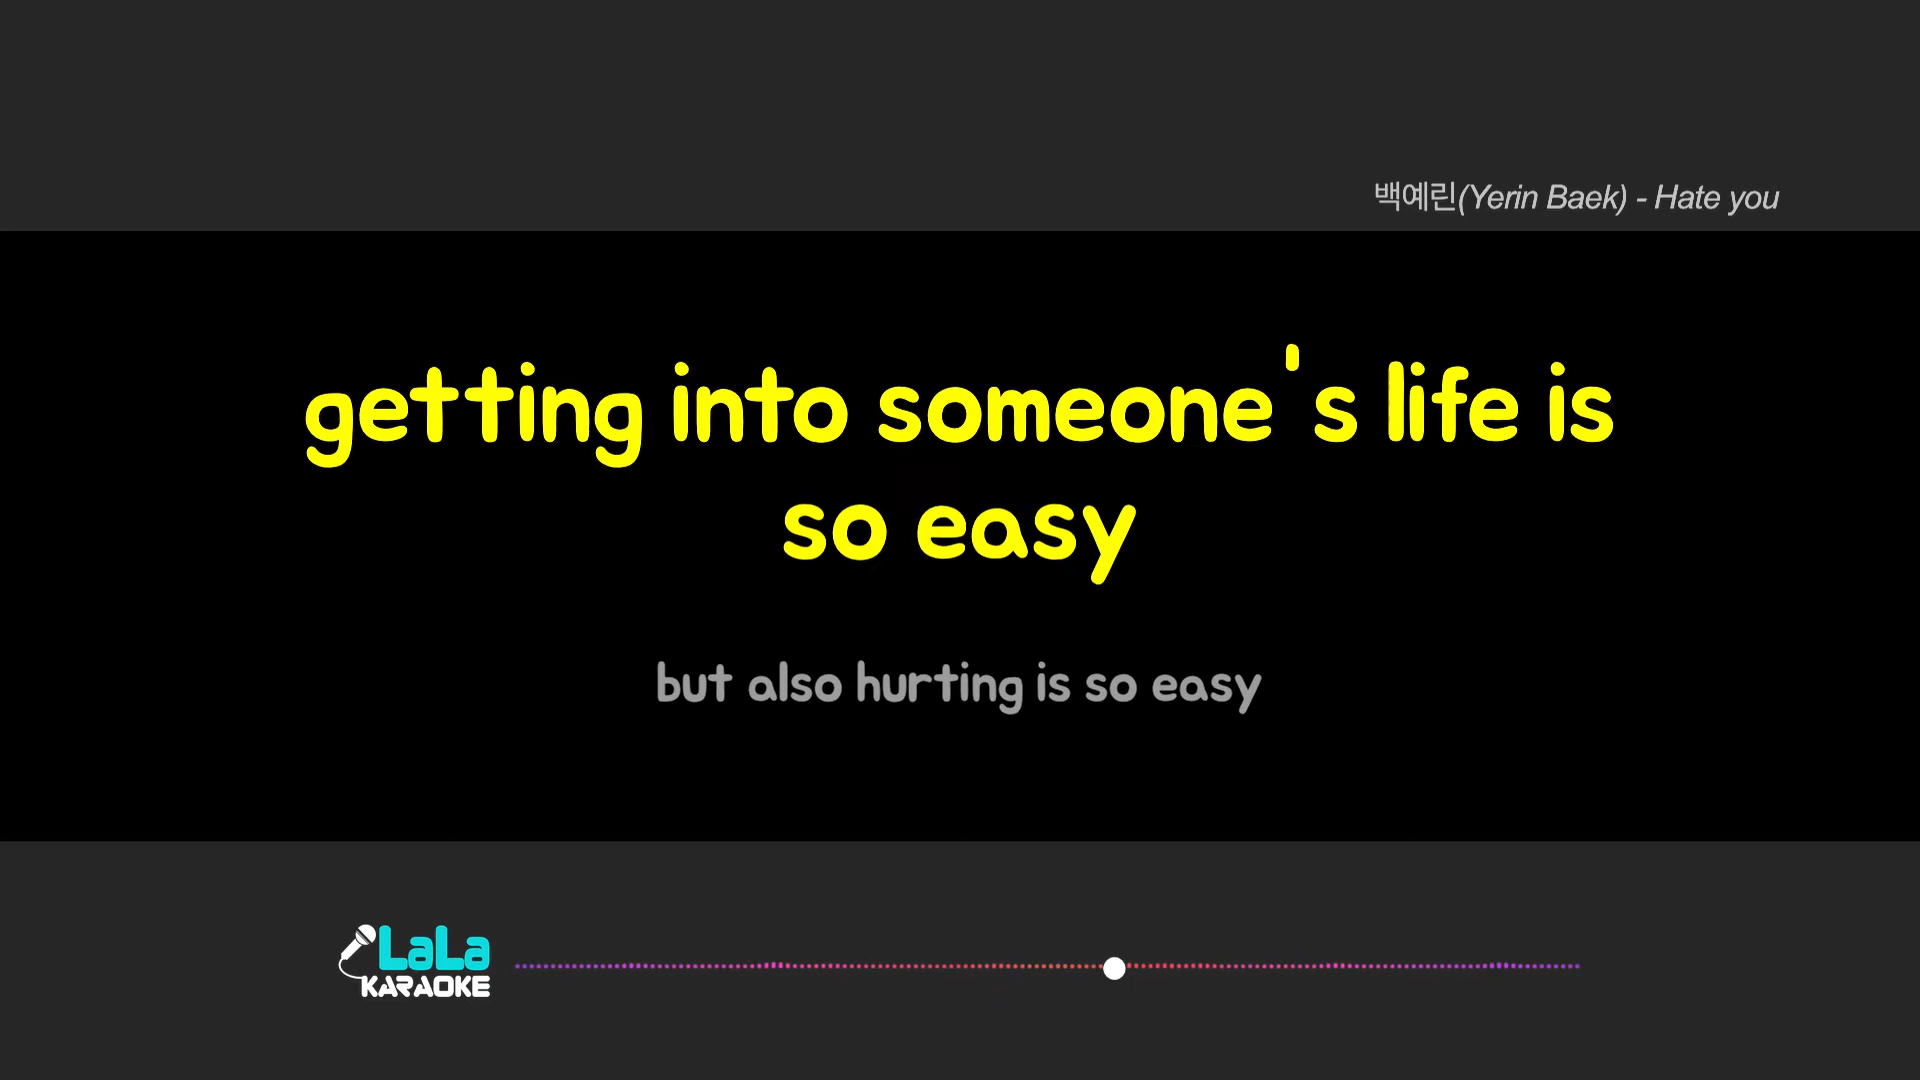 백예린(Yerin Baek) - Hate you
getting into someone's life is
so easy
but also hurting is so easy
LaLa
KARAOKE